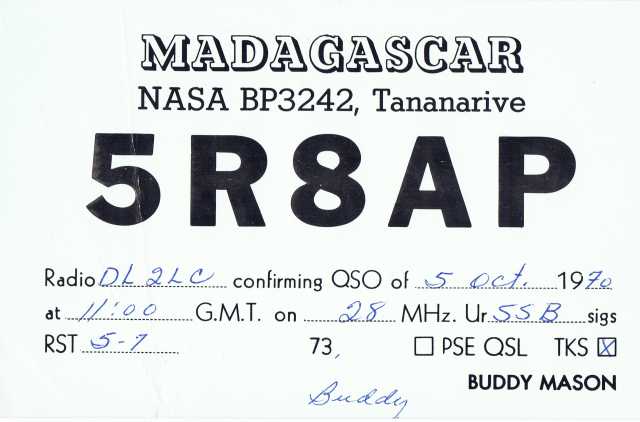 MADAGASCAR
NASA BP3242, Tananarive
5R8AP
Radio DL2LC confirming QSO of 5 Oct. 1970
at 11:00 G.M.T. on 28 MHz. Ur SSB sigs
RST 5-7 73, PSE QSL TKS X
BUDDY MASON
Buddy